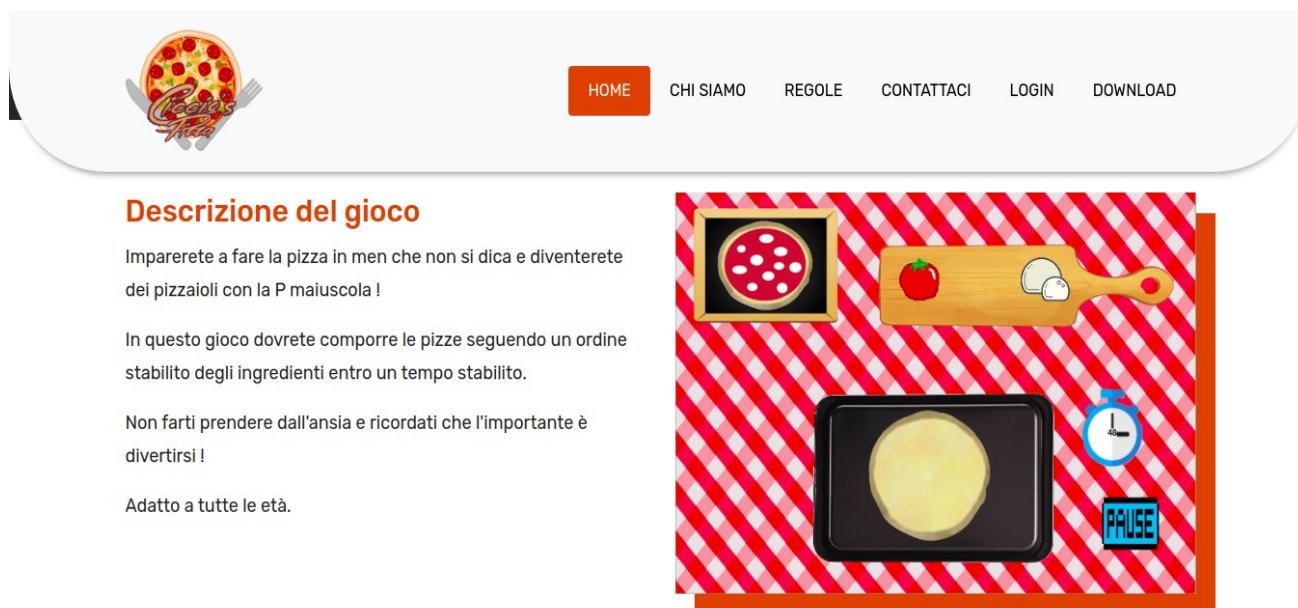 Ciccio's
Pizza
HOME CHI SIAMO REGOLE CONTATTACI LOGIN DOWNLOAD
Descrizione del gioco
Imparerete a fare la pizza in men che non si dica e diventerete
dei pizzaioli con la P maiuscola !
In questo gioco dovrete comporre le pizze seguendo un ordine
stabilito degli ingredienti entro un tempo stabilito.
Non farti prendere dall'ansia e ricordati che l'importante è
divertirsi !
Adatto a tutte le età.
48
PAUSE